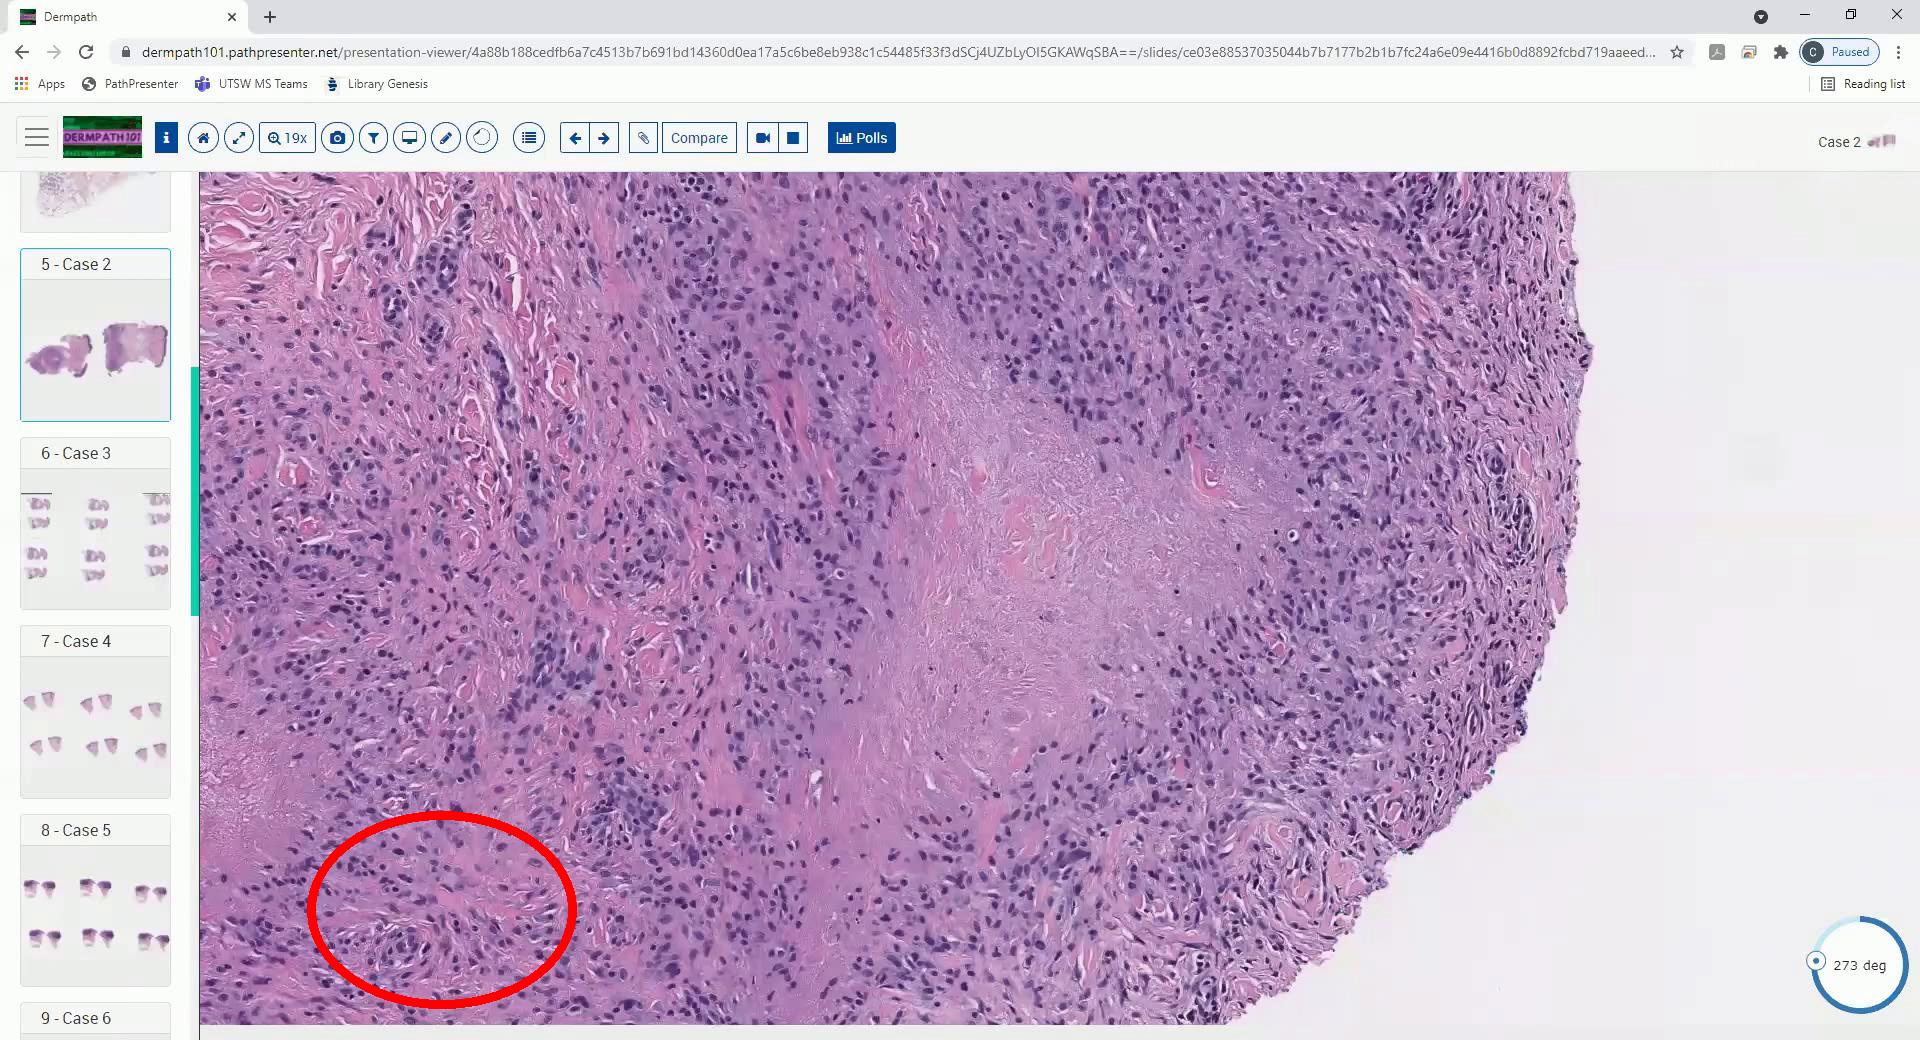 Dermpath
dermpath101.pathpresenter.net/presentation-viewer/4a88b188cedfb6a7c4513b7b691bd14360d0ea17a5c6be8eb938c1c54485f33f3dSCj4UZbLyOI5GKAWqSBA==/slides/ce03e88537035044b7b7177b2b1b7fc24a6e09e4416b0d8892fcbd719aaeed...
C Paused
Apps PathPresenter UTSW MS Teams Library Genesis Reading list
DERMPATH 101 i 19x Compare Polls Case 2
5 - Case 2
6 - Case 3
7 - Case 4
8 - Case 5
9 - Case 6
273 deg